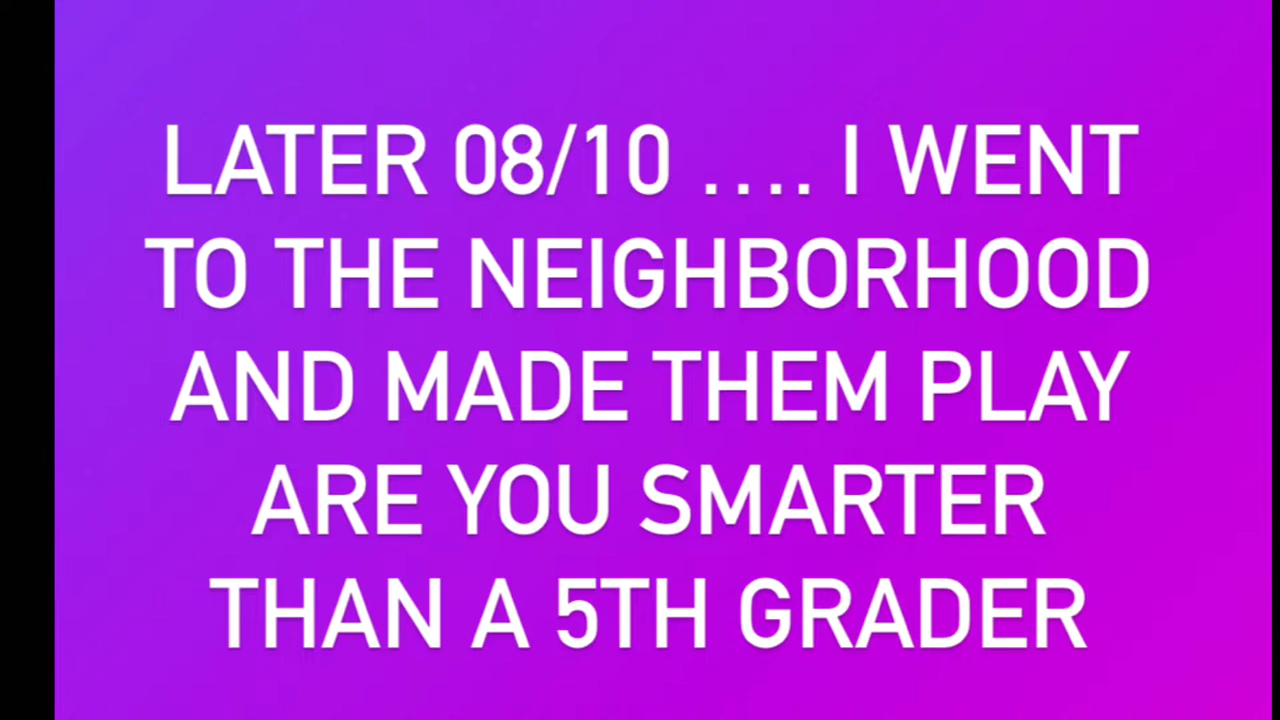 LATER 08/10 .... I WENT
TO THE NEIGHBORHOOD
AND MADE THEM PLAY
ARE YOU SMARTER
THAN A 5TH GRADER